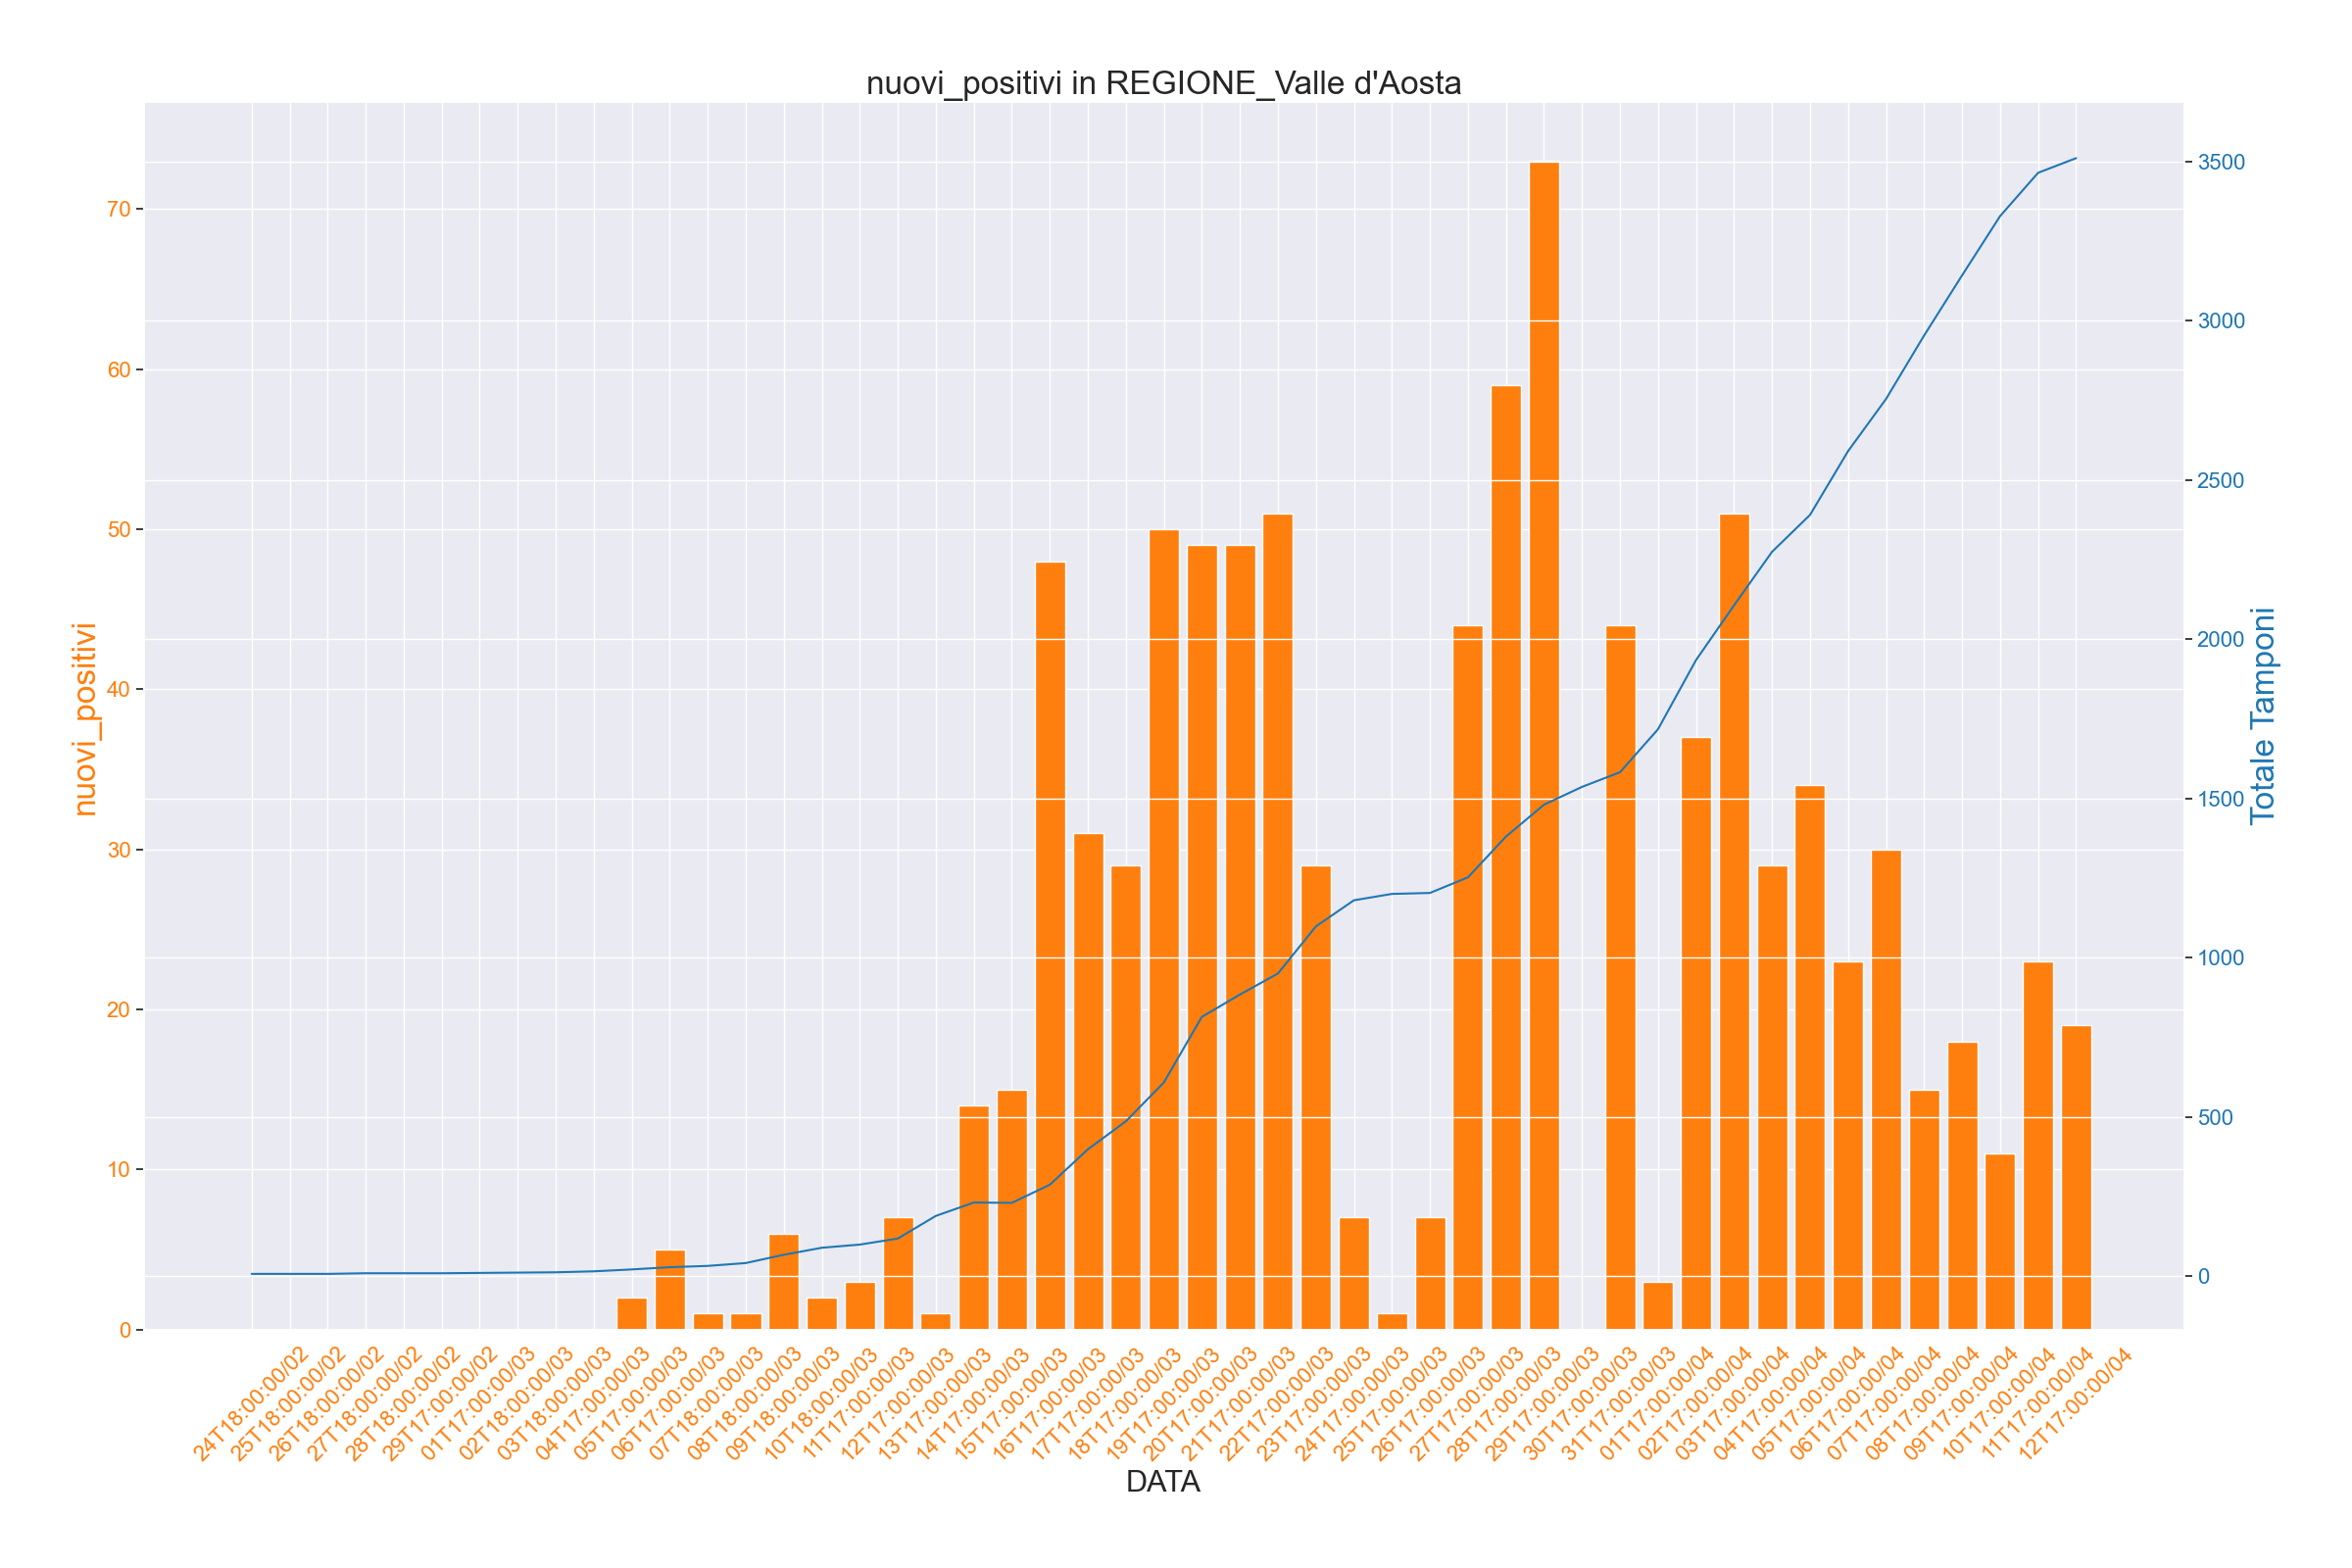 nuovi_positivi in REGIONE_Valle d'Aosta
70
60
50
40
30
20
10
0
nuovi_positivi
3500
3000
2500
2000
1500
1000
500
0
Totale Tamponi
24T18:00:00/02
25T18:00:00/02
26T18:00:00/02
27T18:00:00/02
28T18:00:00/02
29T17:00:00/02
01T17:00:00/03
02T18:00:00/03
03T18:00:00/03
04T17:00:00/03
05T17:00:00/03
06T17:00:00/03
07T18:00:00/03
08T18:00:00/03
09T18:00:00/03
10T18:00:00/03
11T17:00:00/03
12T17:00:00/03
13T17:00:00/03
14T17:00:00/03
15T17:00:00/03
16T17:00:00/03
17T17:00:00/03
18T17:00:00/03
19T17:00:00/03
20T17:00:00/03
21T17:00:00/03
22T17:00:00/03
23T17:00:00/03
24T17:00:00/03
25T17:00:00/03
26T17:00:00/03
27T17:00:00/03
28T17:00:00/03
29T17:00:00/03
30T17:00:00/03
31T17:00:00/03
01T17:00:00/04
02T17:00:00/04
03T17:00:00/04
04T17:00:00/04
05T17:00:00/04
06T17:00:00/04
07T17:00:00/04
08T17:00:00/04
09T17:00:00/04
10T17:00:00/04
11T17:00:00/04
12T17:00:00/04
DATA